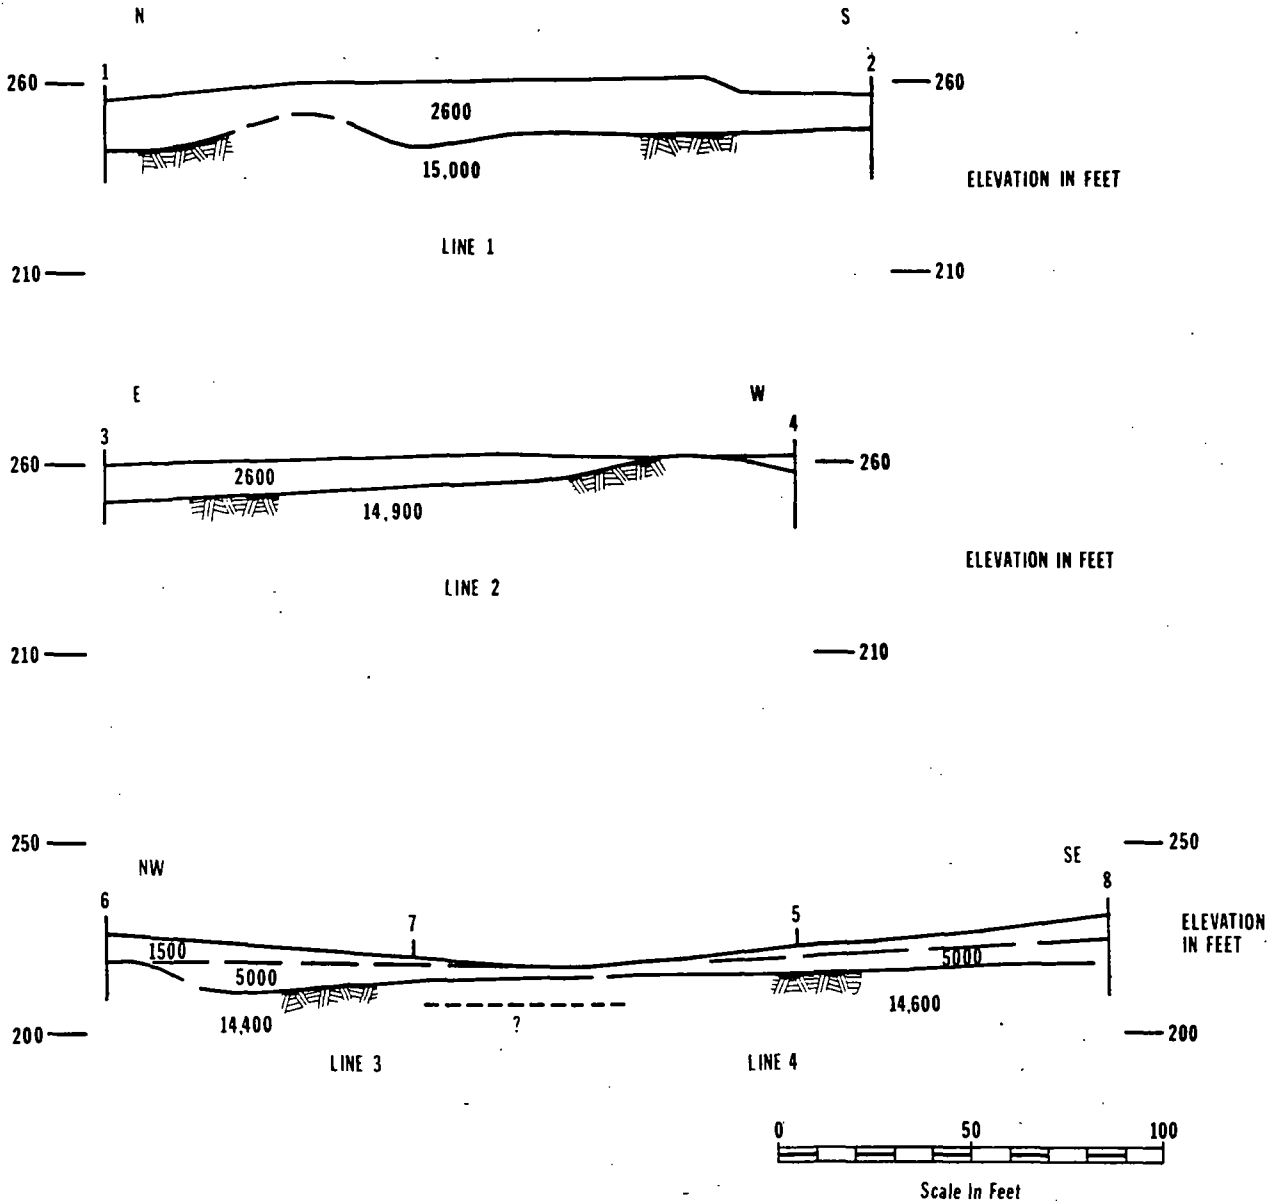 N S
1 2
260 260
2600
15,000
ELEVATION IN FEET
LINE 1
210 210
E W
3 4
260 260
2600
14,900
ELEVATION IN FEET
LINE 2
210 210
250 250
NW SE
6 7 5 8
ELEVATION
IN FEET
1500
5000 5000
14,400 ? 14,600
200 200
LINE 3 LINE 4
0 50 100
Scale In Feet